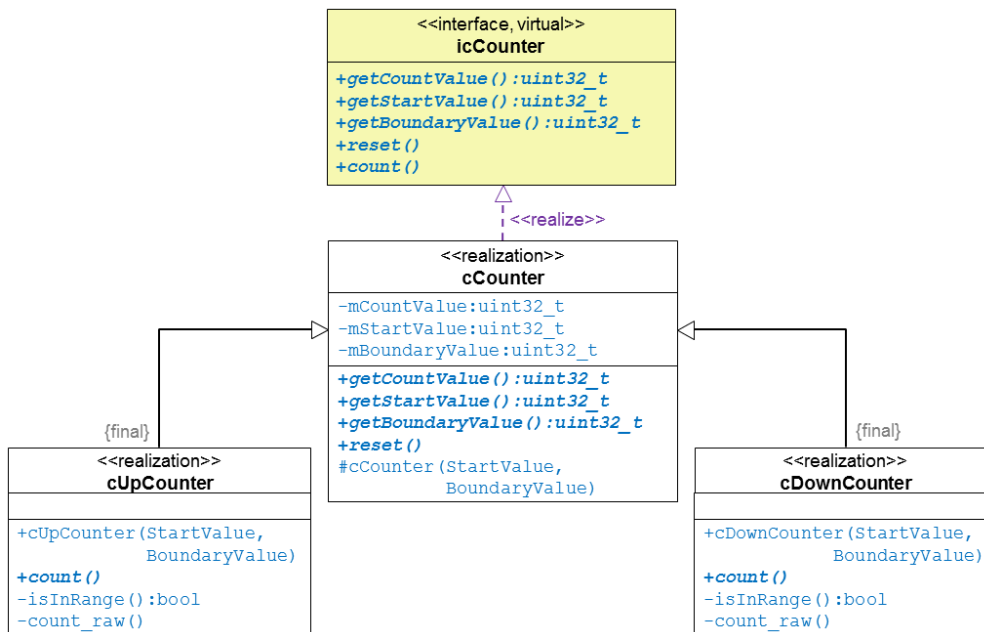 <<interface, virtual>>
icCounter
+getCountValue():uint32_t
+getStartValue():uint32_t
+getBoundaryValue():uint32_t
+reset()
+count()
<<realize>>
<<realization>>
cCounter
-mCountValue:uint32_t
-mStartValue:uint32_t
-mBoundaryValue:uint32_t
+getCountValue():uint32_t
+getStartValue():uint32_t
+getBoundaryValue():uint32_t
+reset()
#cCounter(StartValue,
BoundaryValue)
{final}
<<realization>>
cUpCounter
+cUpCounter(StartValue,
BoundaryValue)
+count()
-isInRange():bool
-count_raw()
{final}
<<realization>>
cDownCounter
+cDownCounter(StartValue,
BoundaryValue)
+count()
-isInRange():bool
-count_raw()